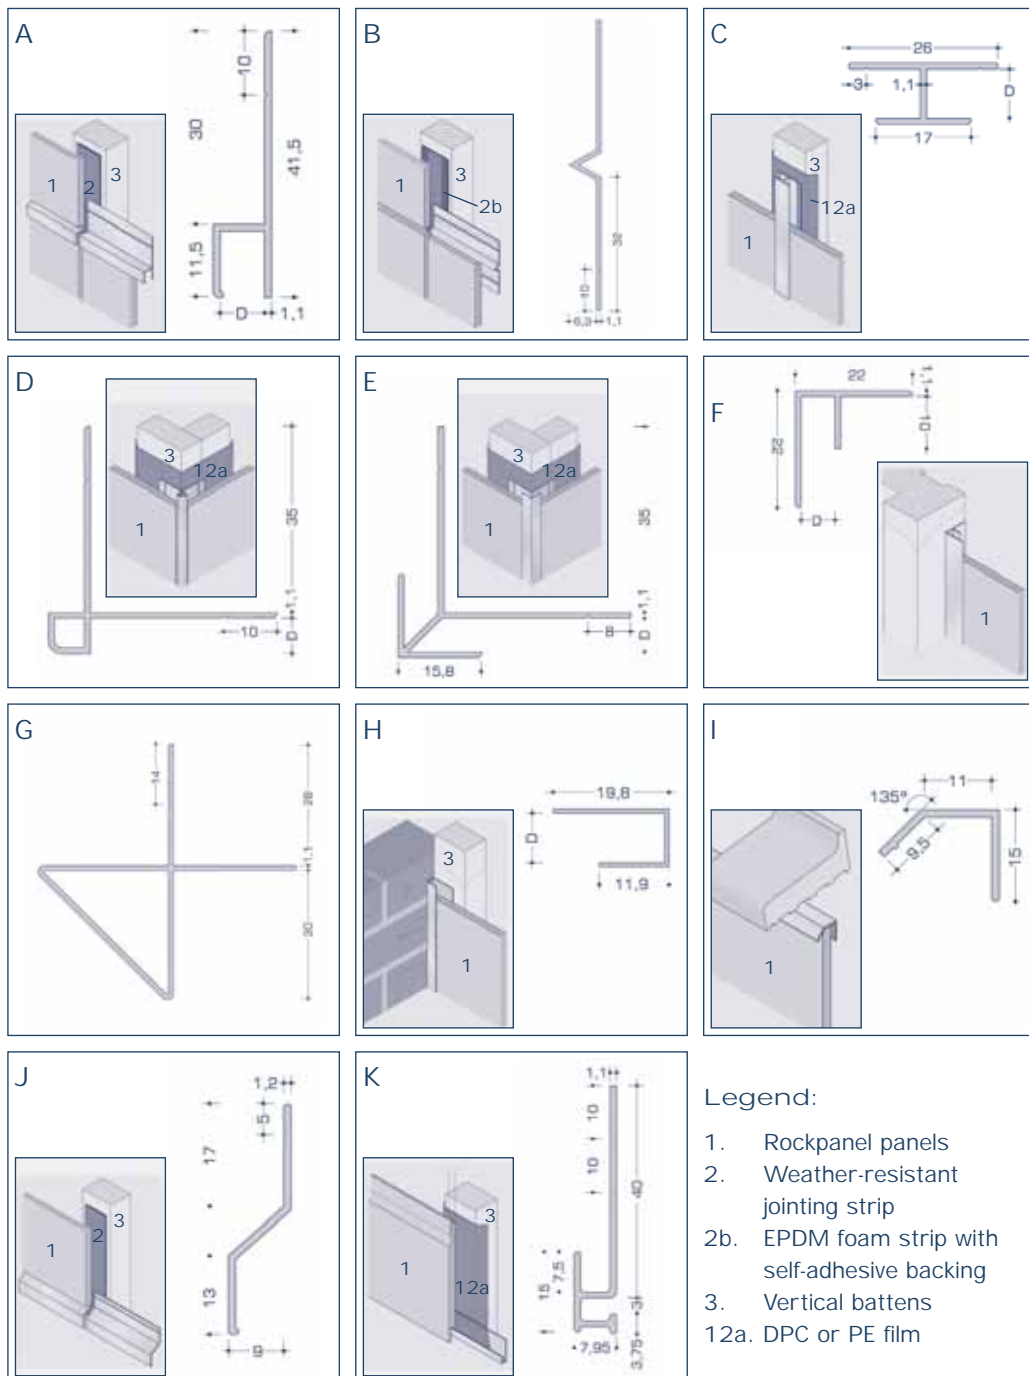 A
10
30
41,5
11,5
D
1,1
1
2
3
B
32
10
6,3
1,1
1
3
2b
C
26
3
1,1
D
17
3
12a
1
D
35
1,1
10
D
3
12a
1
E
35
1,1
8
D
15,8
3
12a
1
F
22
1,1
10
22
D
1
G
14
28
1,1
30
H
19,8
D
11,9
3
1
I
11
135°
9,5
15
1
J
1,2
5
17
13
9
1
2
3
K
1,1
10
10
40
15
7,5
3
7,95
3,75
1
3
12a
Legend:
1. Rockpanel panels
2. Weather-resistant
jointing strip
2b. EPDM foam strip with
self-adhesive backing
3. Vertical battens
12a. DPC or PE film